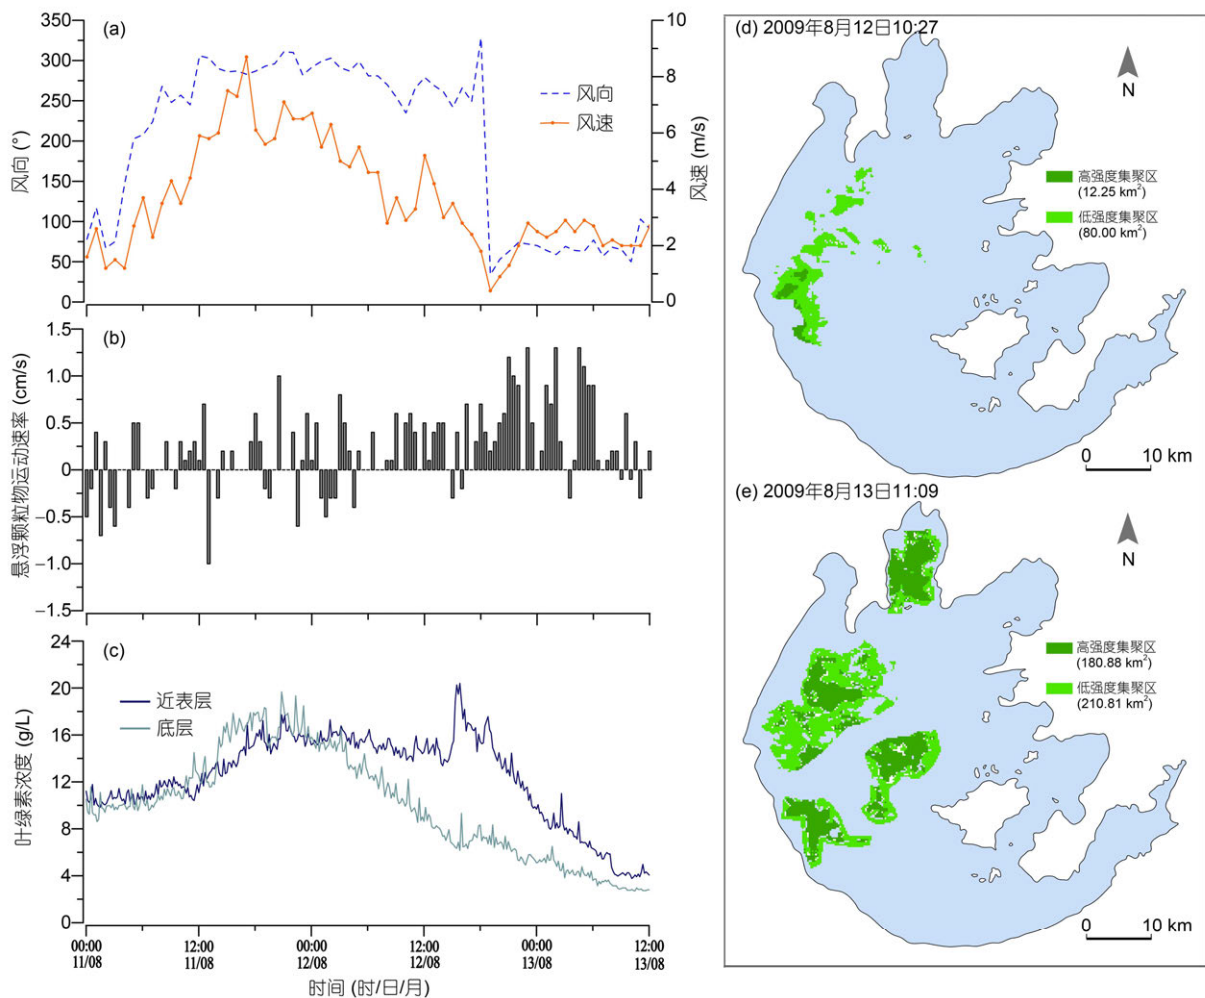 (a)
350
300
250
200
150
100
50
0
风向 (°)
10
8
6
4
2
0
风速 (m/s)
风向
风速
(b)
1.5
1.0
0.5
0
−0.5
−1.0
−1.5
悬浮颗粒物运动速率 (cm/s)
(c)
24
20
16
12
8
4
0
叶绿素浓度 (g/L)
近表层
底层
00:00 12:00 00:00 12:00 00:00 12:00
11/08 11/08 12/08 12/08 13/08 13/08
时间 (时/日/月)
(d) 2009年8月12日10:27
N
高强度集聚区
(12.25 km²)
低强度集聚区
(80.00 km²)
0 10 km
(e) 2009年8月13日11:09
N
高强度集聚区
(180.88 km²)
低强度集聚区
(210.81 km²)
0 10 km